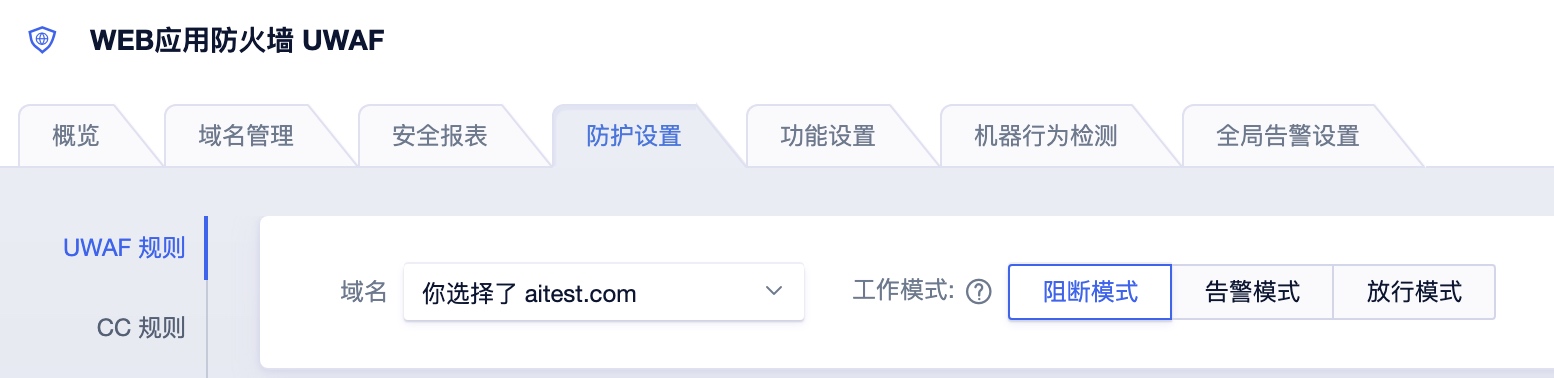 WEB应用防火墙 UWAF
概览 域名管理 安全报表 防护设置 功能设置 机器行为检测 全局告警设置
UWAF 规则
域名 你选择了 aitest.com 工作模式: ? 阻断模式 告警模式 放行模式
CC 规则